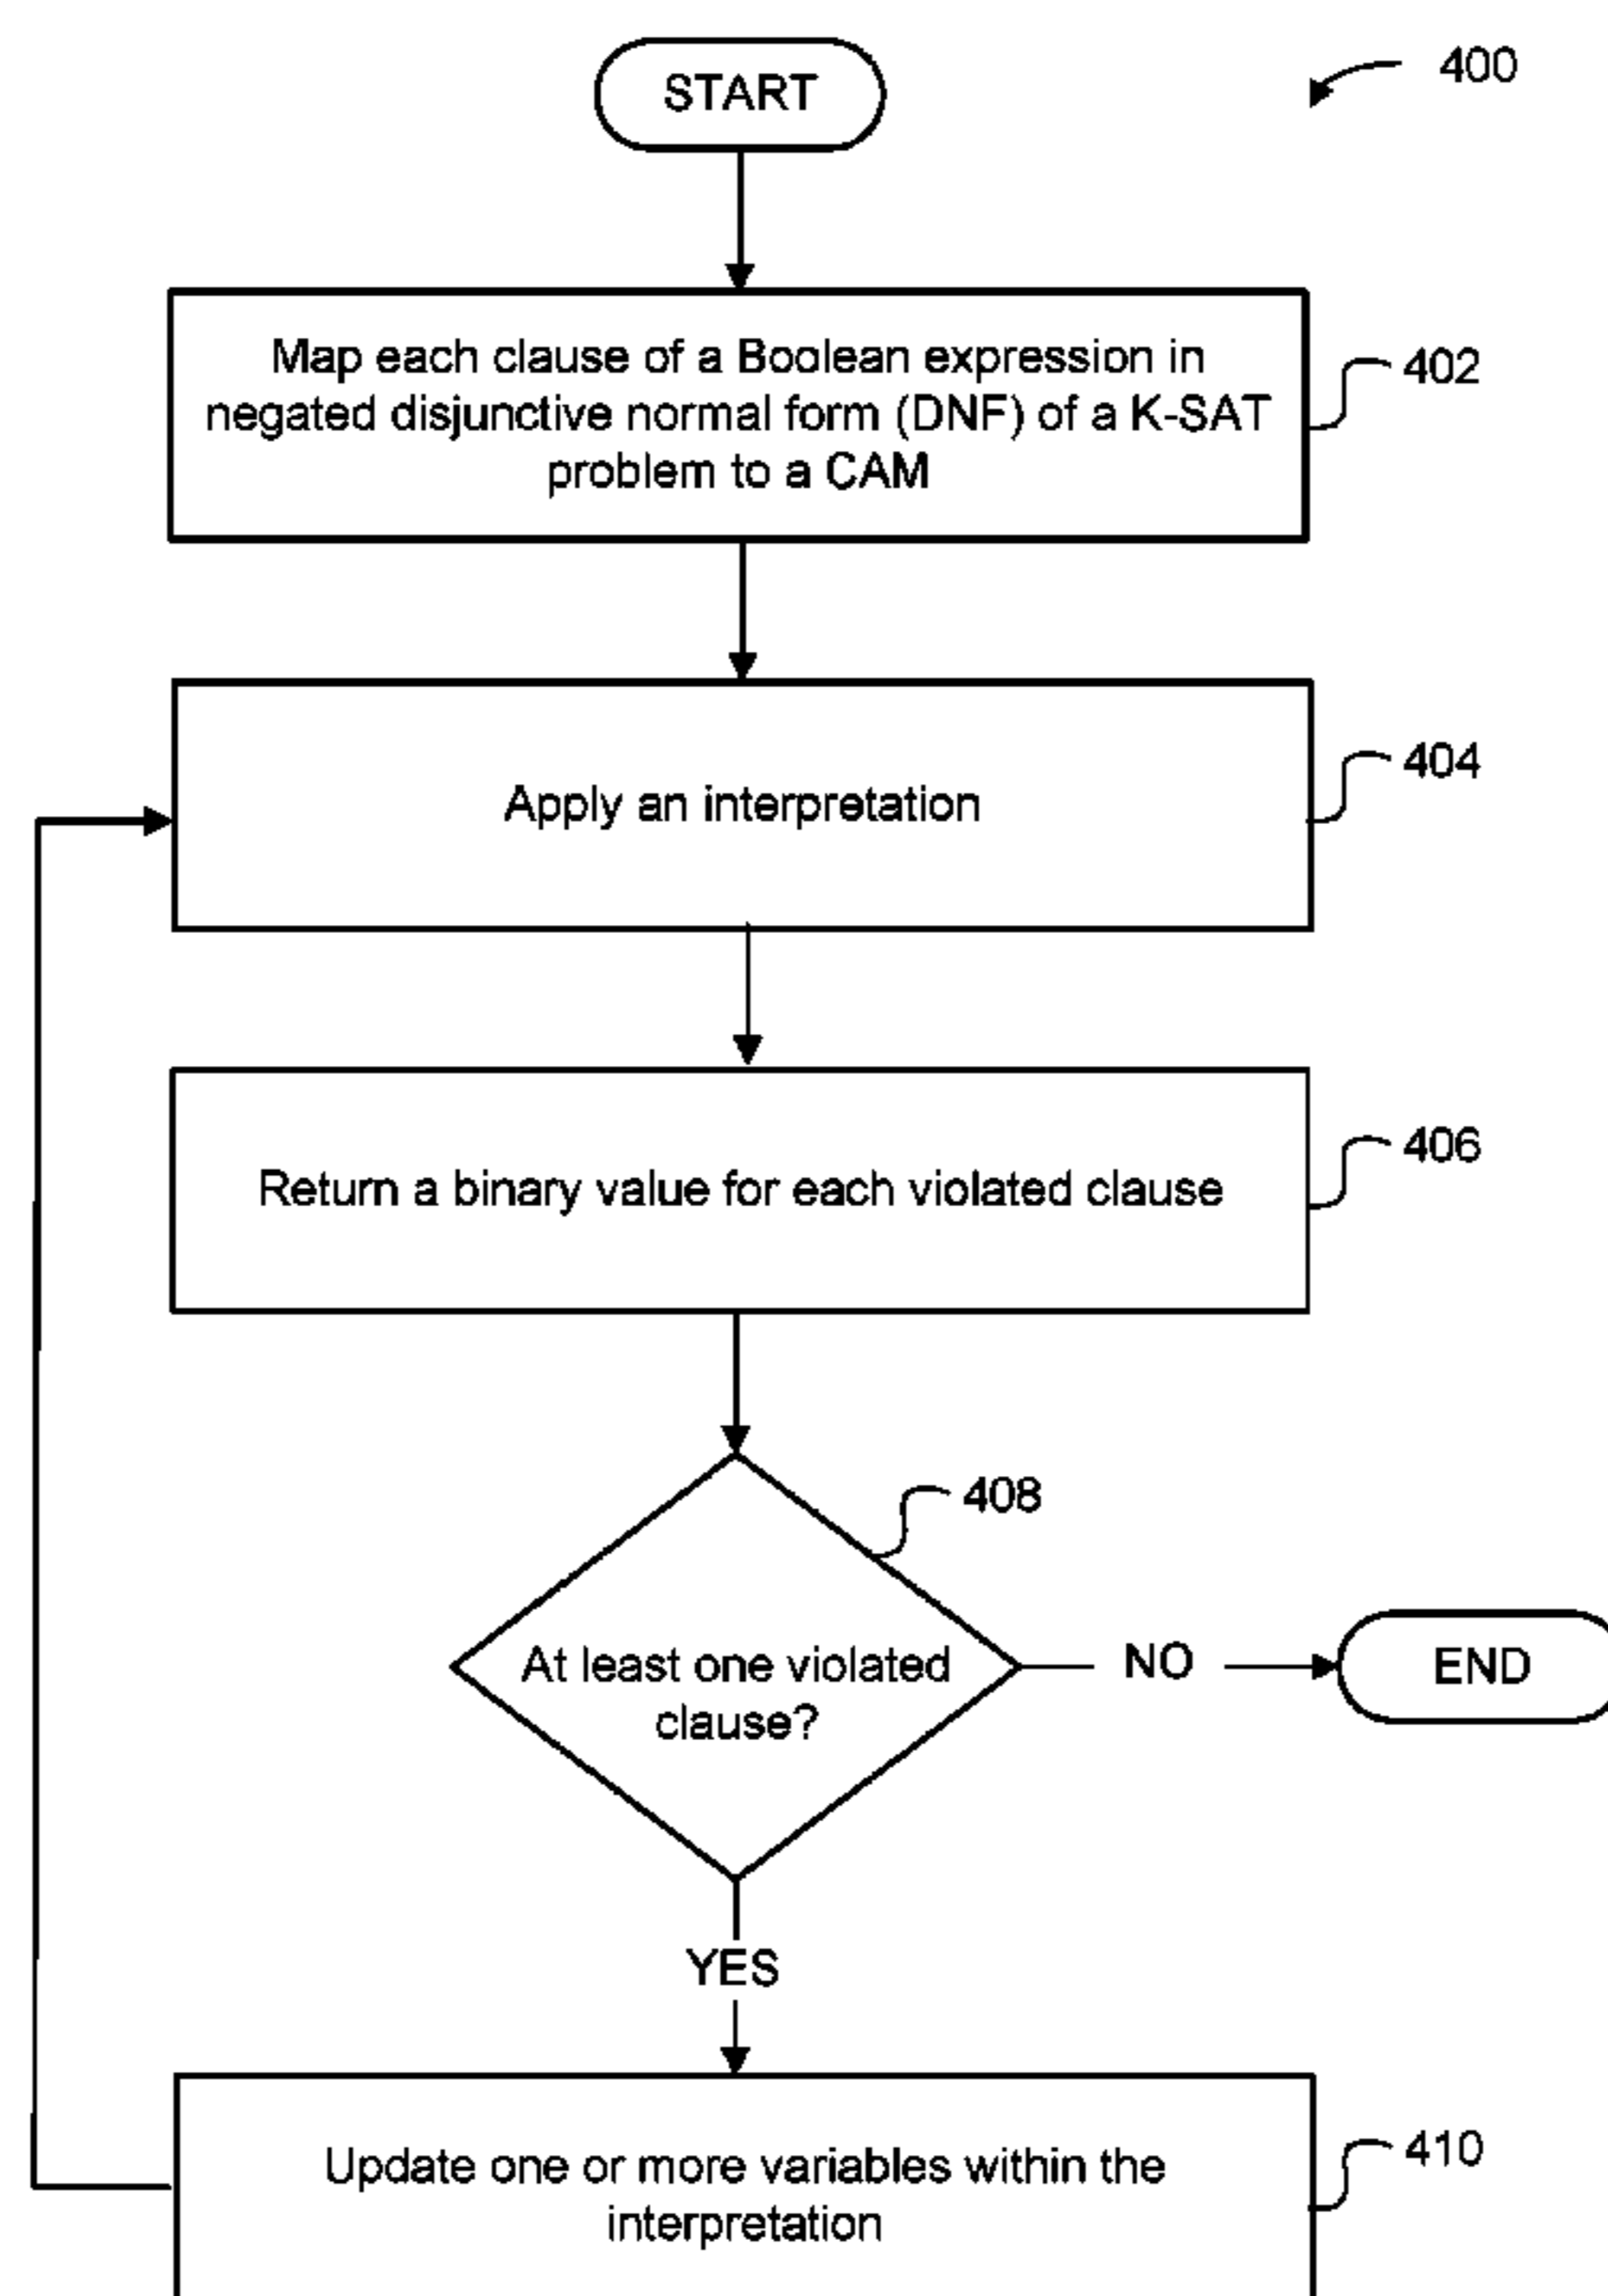 START
400
Map each clause of a Boolean expression in
negated disjunctive normal form (DNF) of a K-SAT
problem to a CAM
402
Apply an interpretation
404
Return a binary value for each violated clause
406
408
At least one violated
clause?
NO
END
YES
Update one or more variables within the
interpretation
410